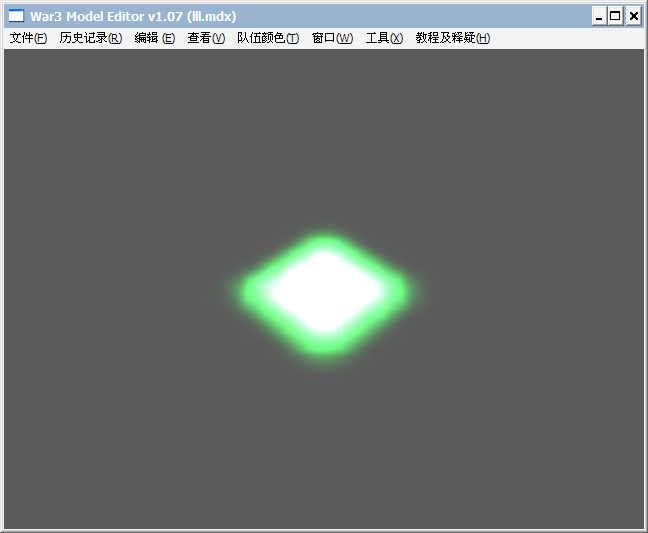 War3 Model Editor v1.07 (lll.mdx)
文件(F) 历史记录(R) 编辑 (E) 查看(V) 队伍颜色(T) 窗口(W) 工具(X) 教程及释疑(H)